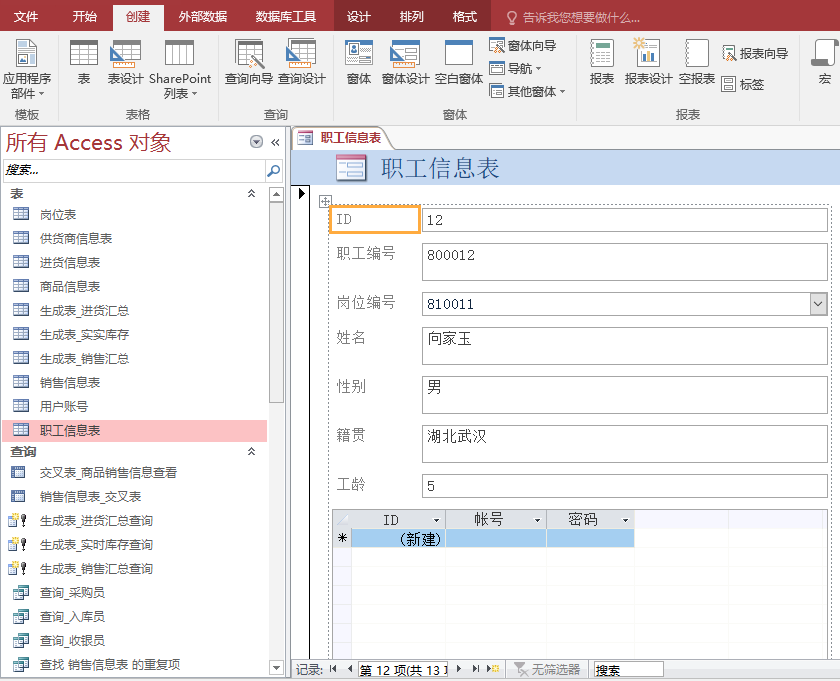 文件 开始 创建 外部数据 数据库工具 设计 排列 格式 告诉我您想要做什么...
应用程序部件 表 表设计 SharePoint 列表 查询向导 查询设计 窗体 窗体设计 空白窗体 窗体向导 导航 其他窗体 报表 报表设计 空报表 报表向导 标签 宏
模板 表格 查询 窗体 报表
所有 Access 对象
搜索...
表
岗位表
供货商信息表
进货信息表
商品信息表
生成表_进货汇总
生成表_实实库存
生成表_销售汇总
销售信息表
用户账号
职工信息表
查询
交叉表_商品销售信息查看
销售信息表_交叉表
生成表_进货汇总查询
生成表_实时库存查询
生成表_销售汇总查询
查询_采购员
查询_入库员
查询_收银员
查找 销售信息表 的重复项
职工信息表
职工信息表
ID 12
职工编号 800012
岗位编号 810011
姓名 向家玉
性别 男
籍贯 湖北武汉
工龄 5
ID 帐号 密码
* (新建)
记录: 第 12 项(共 13 无筛选器 搜索